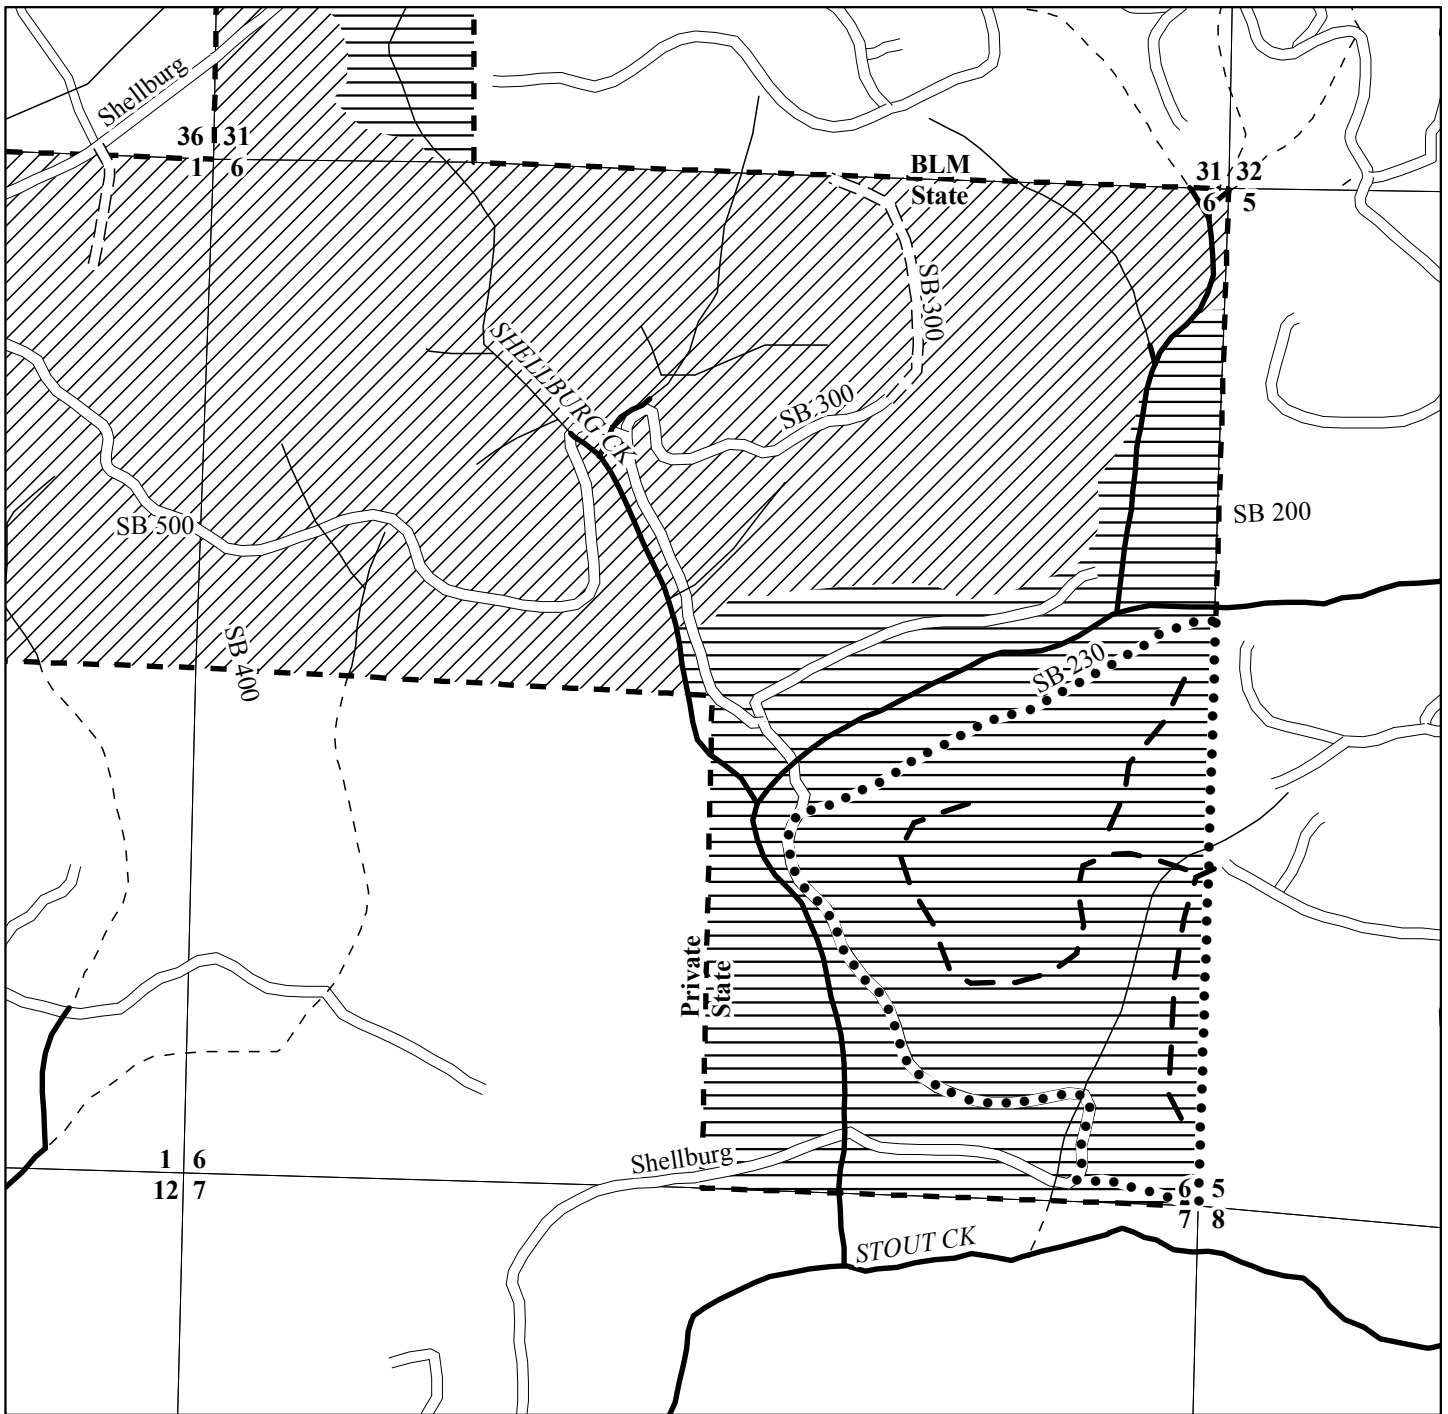 Shellburg
36 31
1 6
BLM
State
31 32
6 5
SB 300
SHELLBURG CK
SB 300
SB 500
SB 200
SB 400
SB 230
Private
State
1 6
12 7
Shellburg
6 5
7 8
STOUT CK